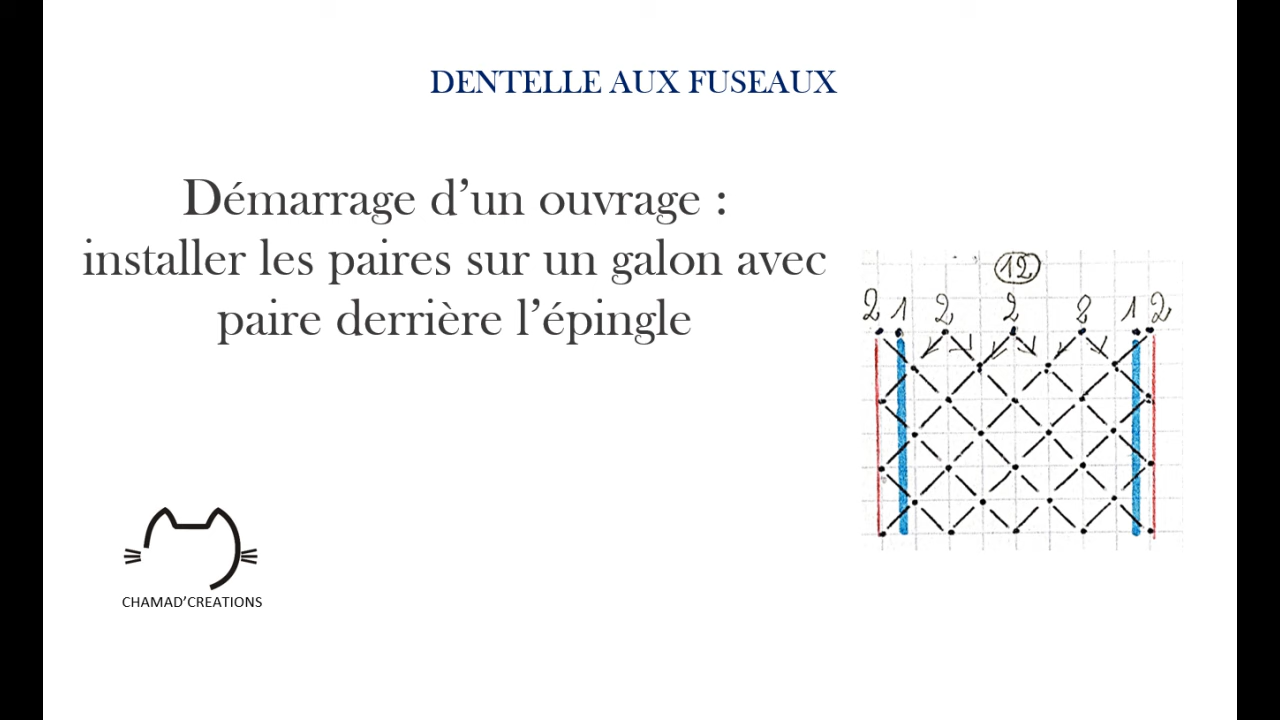 DENTELLE AUX FUSEAUX
Démarrage d’un ouvrage :
installer les paires sur un galon avec
paire derrière l’épingle
12
2 1 2 2 2 1 2
CHAMAD’CREATIONS